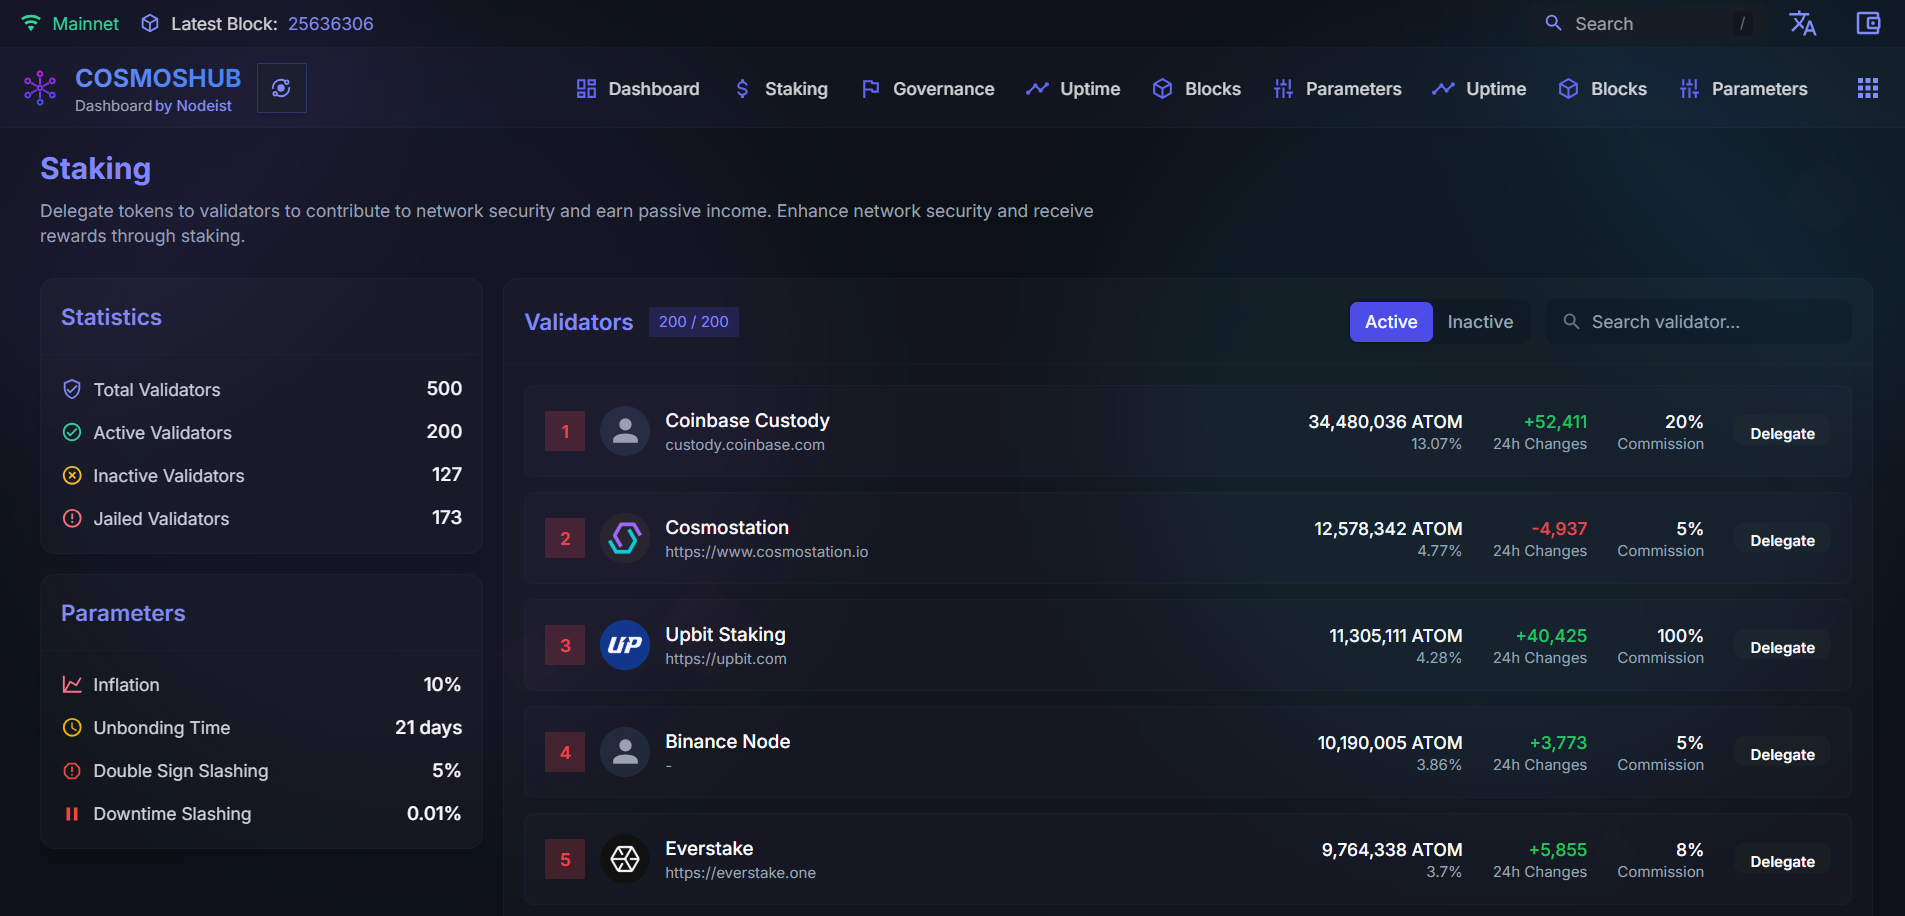 Mainnet Latest Block: 25636306 Search /
COSMOSHUB
Dashboard by Nodeist
Dashboard Staking Governance Uptime Blocks Parameters Uptime Blocks Parameters
Staking
Delegate tokens to validators to contribute to network security and earn passive income. Enhance network security and receive
rewards through staking.
Statistics
Total Validators 500
Active Validators 200
Inactive Validators 127
Jailed Validators 173
Parameters
Inflation 10%
Unbonding Time 21 days
Double Sign Slashing 5%
Downtime Slashing 0.01%
Validators 200 / 200 Active Inactive Search validator...
1 Coinbase Custody 34,480,036 ATOM +52,411 20% Delegate
custody.coinbase.com 13.07% 24h Changes Commission
2 Cosmostation 12,578,342 ATOM -4,937 5% Delegate
https://www.cosmostation.io 4.77% 24h Changes Commission
3 UP Upbit Staking 11,305,111 ATOM +40,425 100% Delegate
https://upbit.com 4.28% 24h Changes Commission
4 Binance Node 10,190,005 ATOM +3,773 5% Delegate
- 3.86% 24h Changes Commission
5 Everstake 9,764,338 ATOM +5,855 8% Delegate
https://everstake.one 3.7% 24h Changes Commission